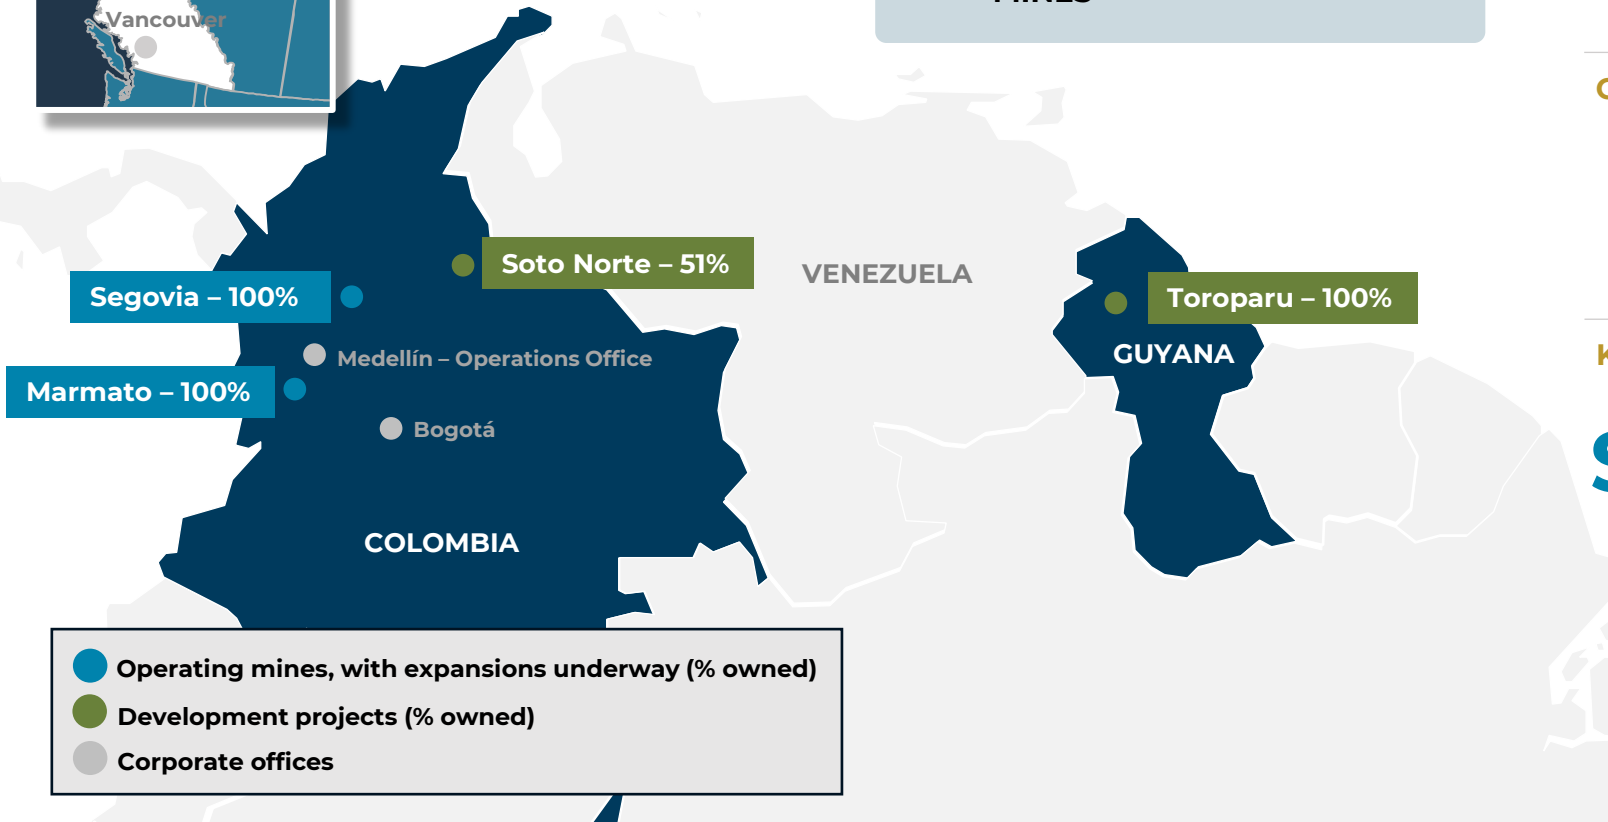 Vancouver
MINES
Soto Norte – 51%
VENEZUELA
Segovia – 100%
Toroparu – 100%
Medellín – Operations Office
GUYANA
Marmato – 100%
Bogotá
COLOMBIA
Operating mines, with expansions underway (% owned)
Development projects (% owned)
Corporate offices